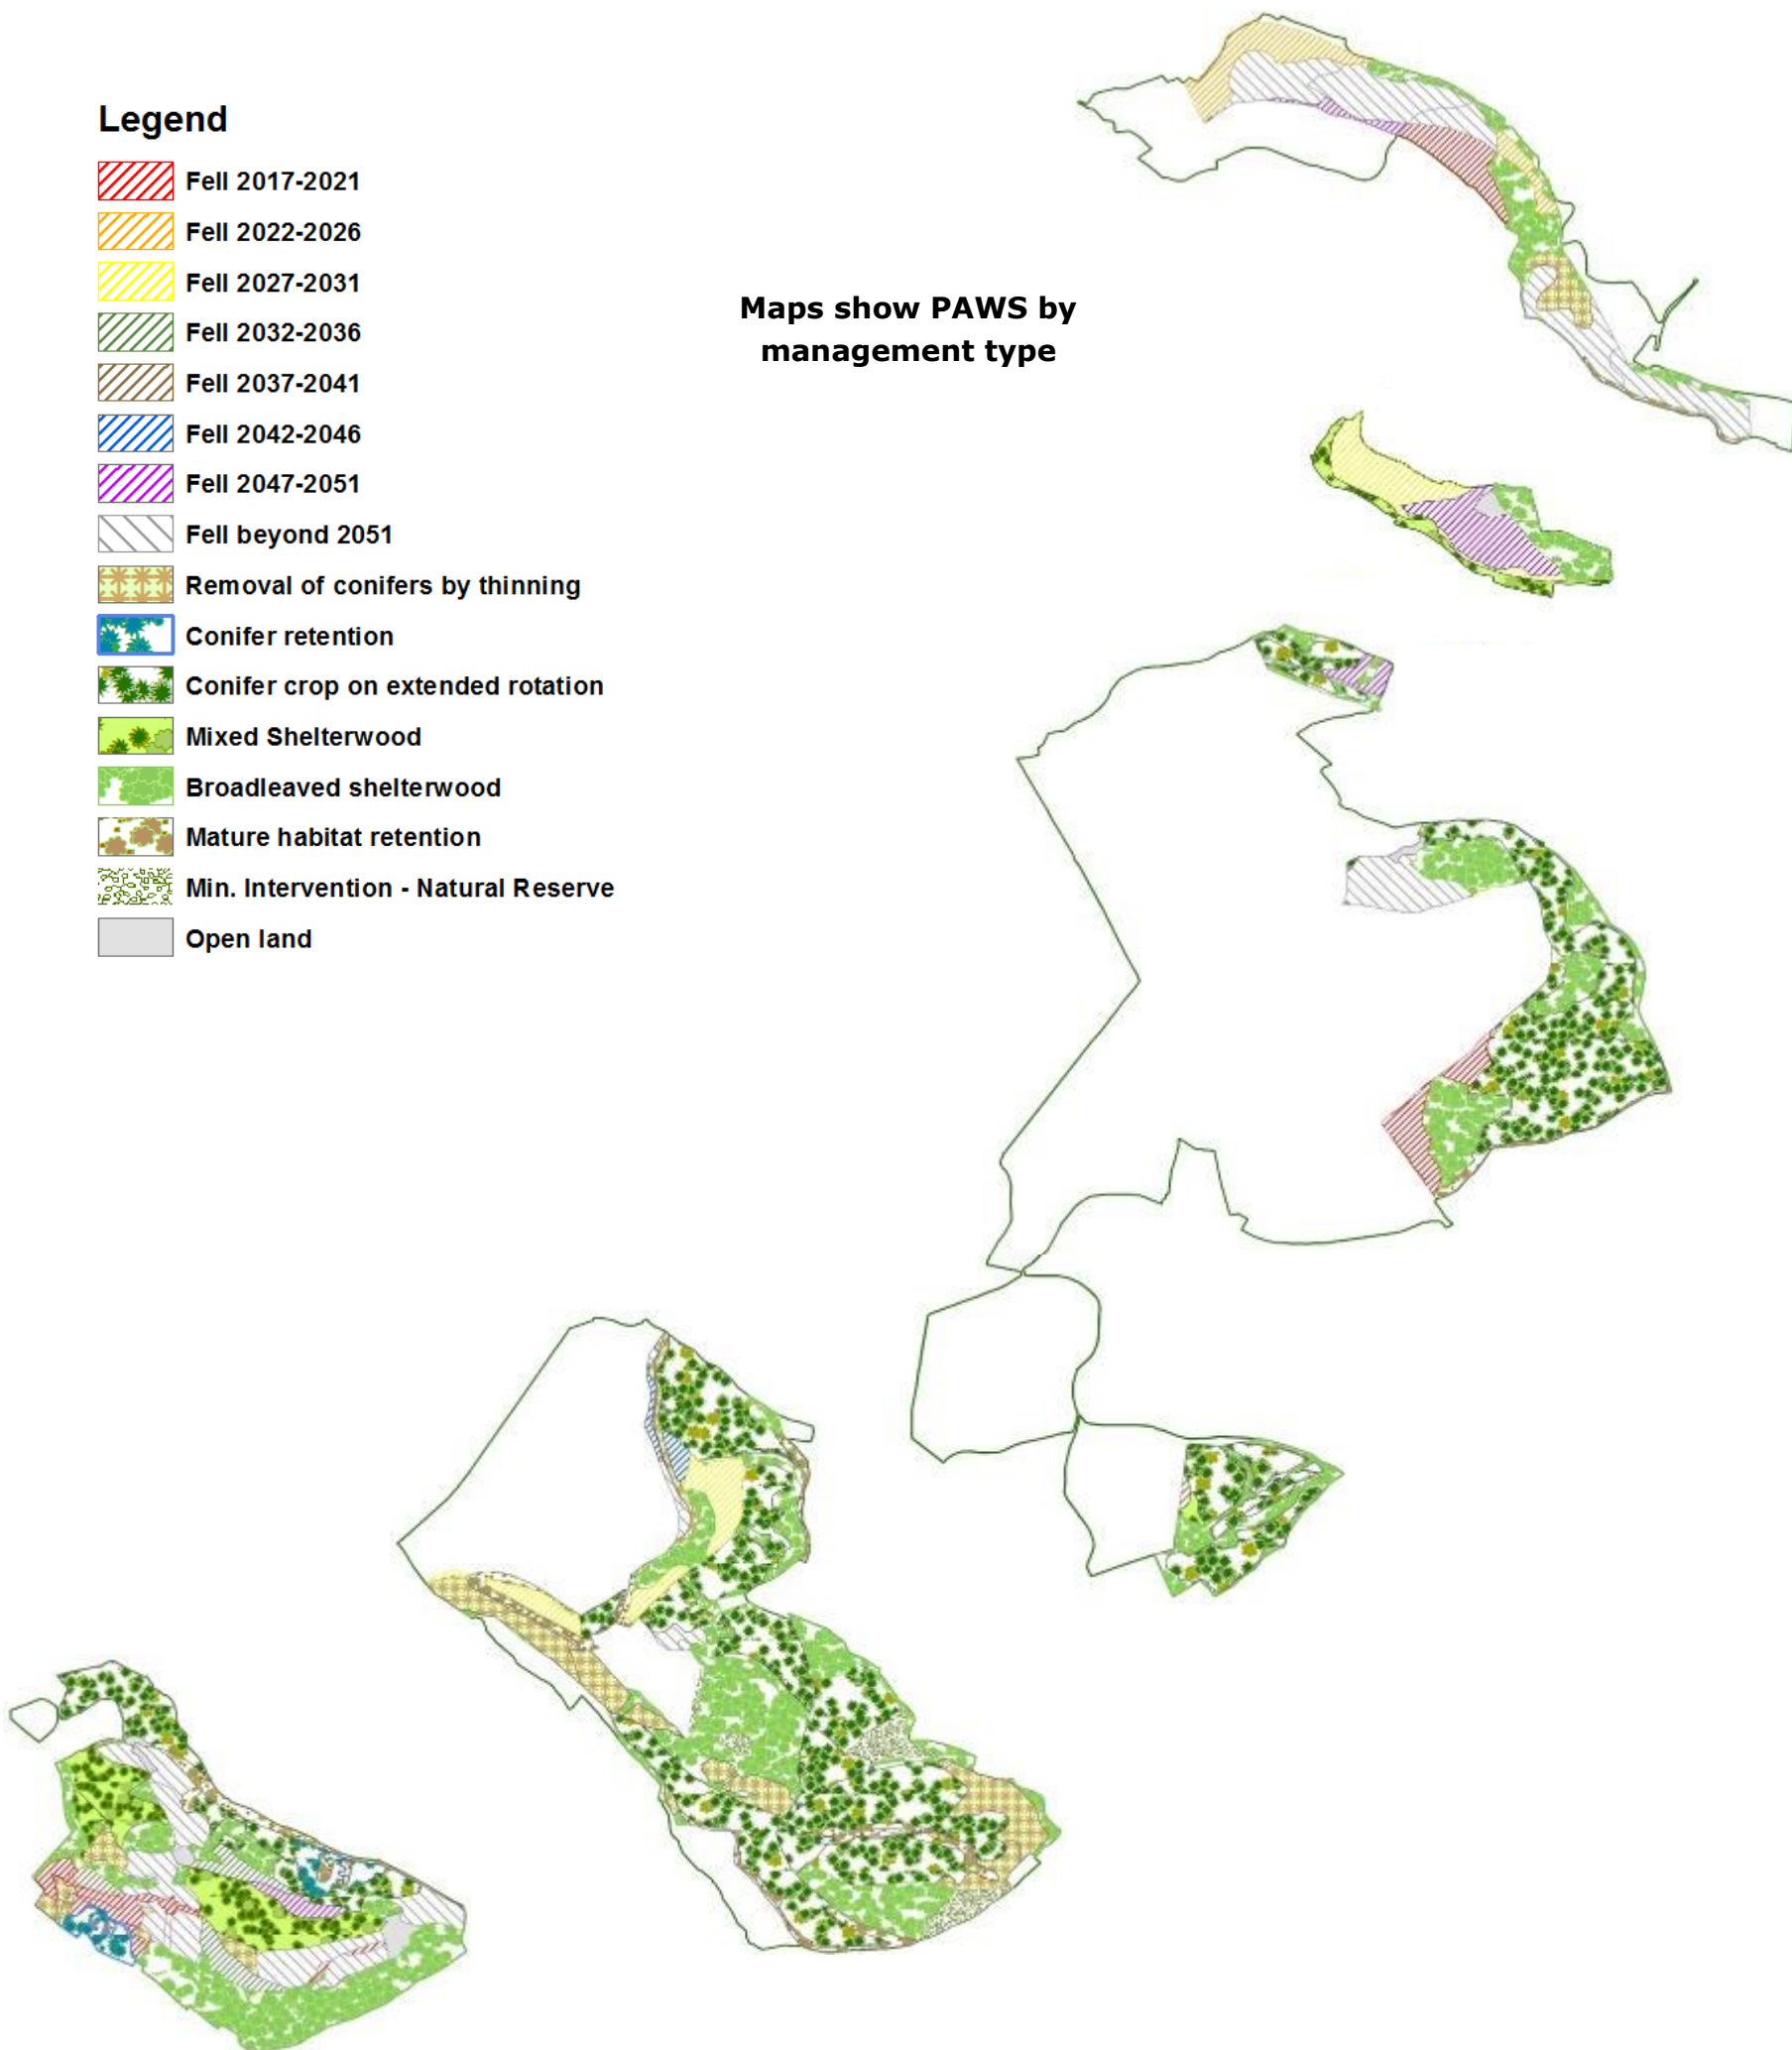 Legend
Fell 2017-2021
Fell 2022-2026
Fell 2027-2031
Fell 2032-2036
Fell 2037-2041
Fell 2042-2046
Fell 2047-2051
Fell beyond 2051
Removal of conifers by thinning
Conifer retention
Conifer crop on extended rotation
Mixed Shelterwood
Broadleaved shelterwood
Mature habitat retention
Min. Intervention - Natural Reserve
Open land
Maps show PAWS by
management type